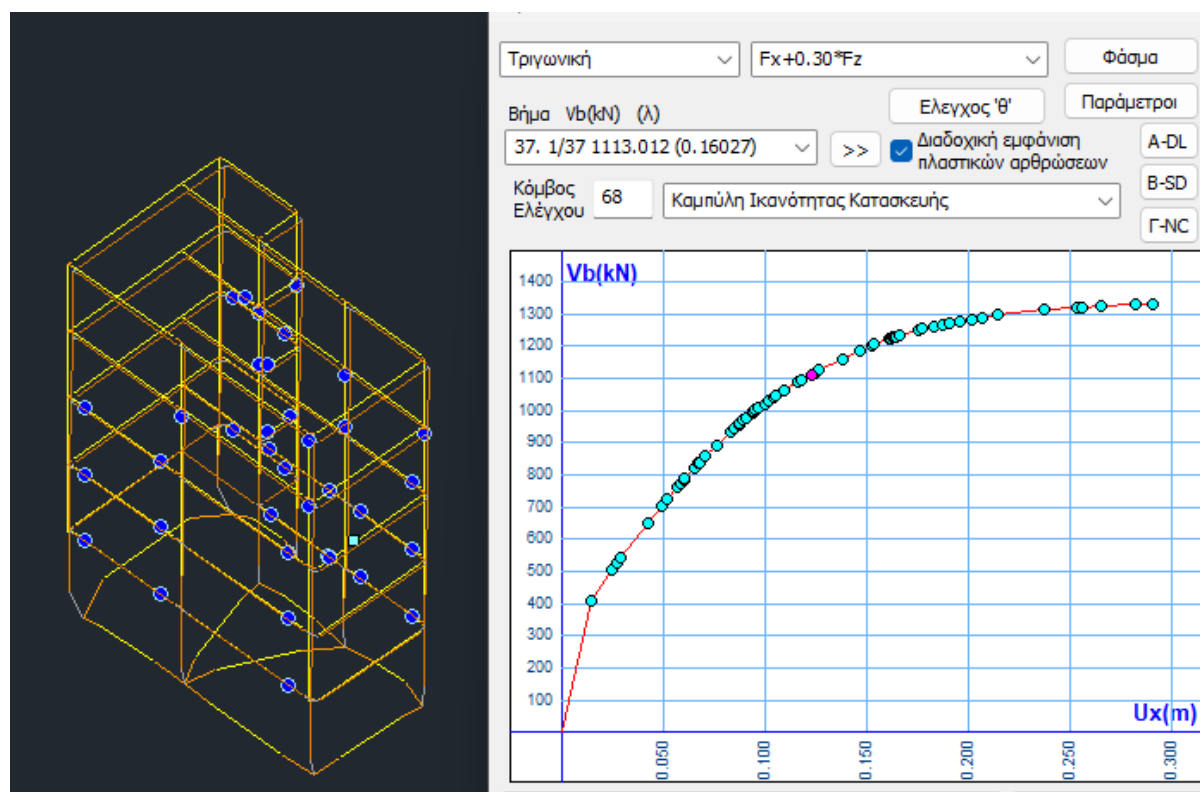 Τριγωνική Fx+0.30*Fz Φάσμα
Βήμα Vb(kN) (λ) Ελεγχος 'θ' Παράμετροι
37. 1/37 1113.012 (0.16027) >> Διαδοχική εμφάνιση
πλαστικών αρθρώσεων
A-DL
Κόμβος
Ελέγχου
68 Καμπύλη Ικανότητας Κατασκευής B-SD
Γ-NC
Vb(kN)
1400
1300
1200
1100
1000
900
800
700
600
500
400
300
200
100
Ux(m)
0.050 0.100 0.150 0.200 0.250 0.300